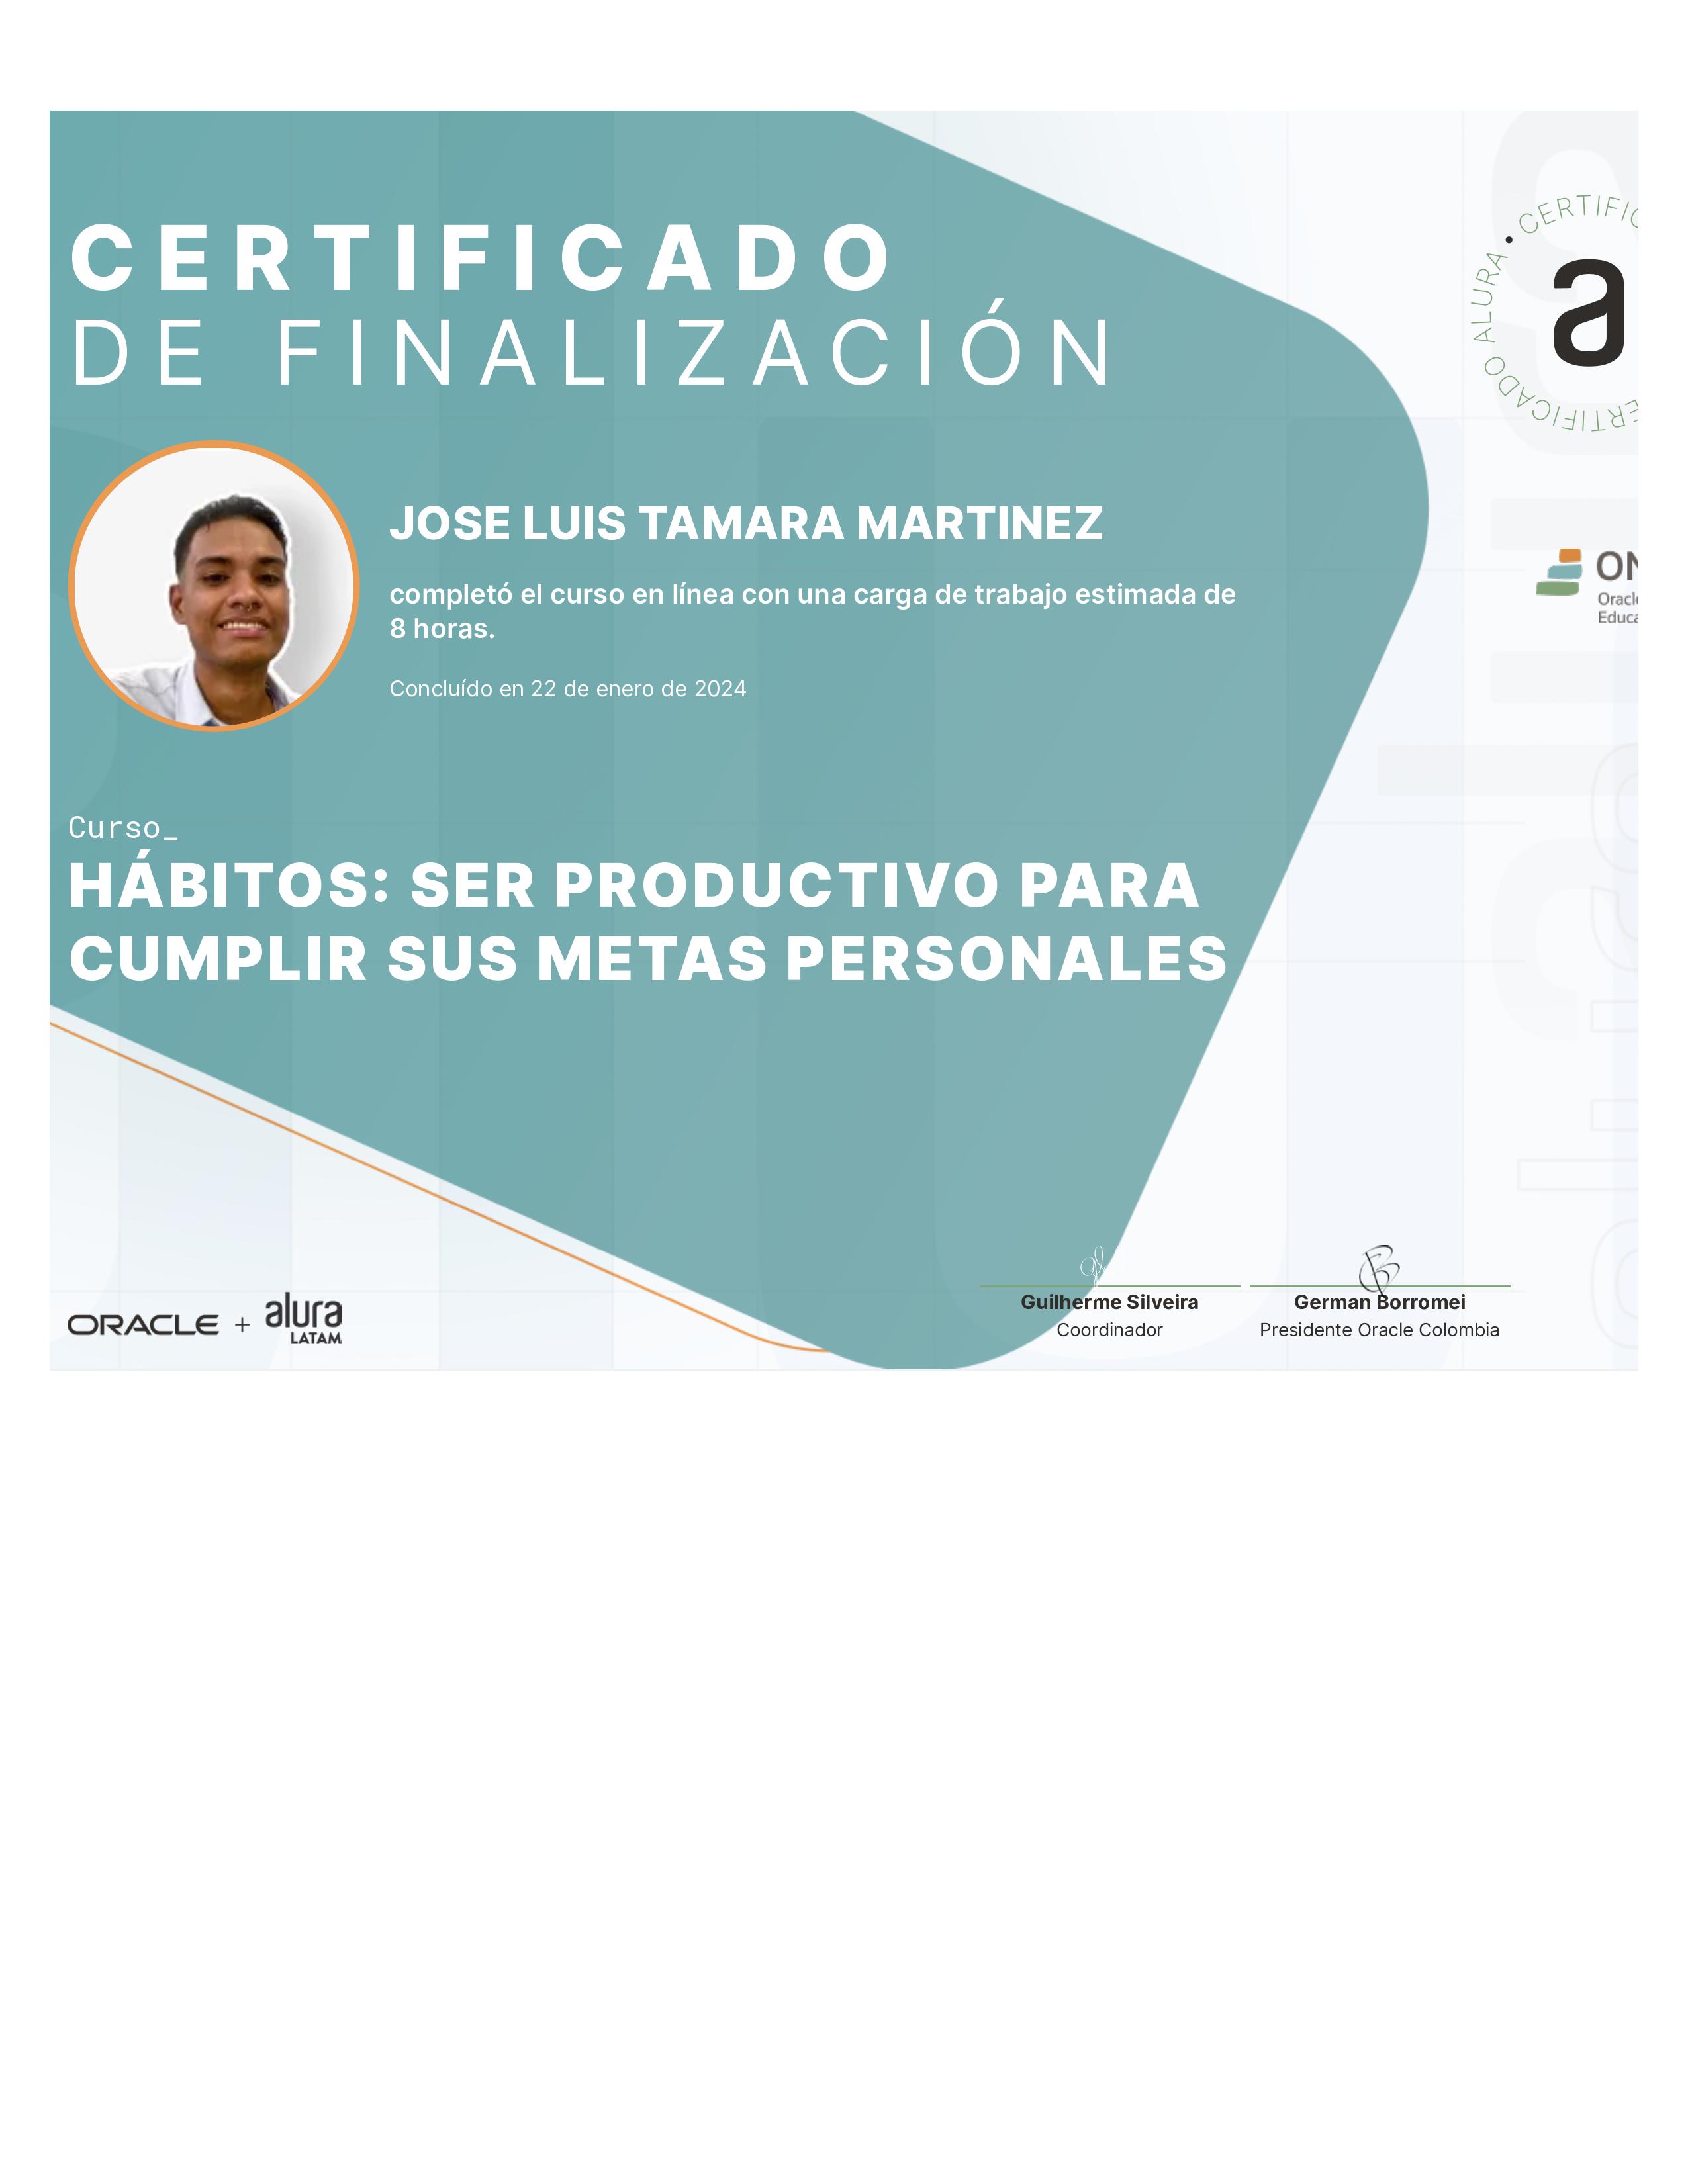 CERTIFICADO
DE FINALIZACIÓN
CERTIFICADO ALURA •
a
JOSE LUIS TAMARA MARTINEZ
completó el curso en línea con una carga de trabajo estimada de
8 horas.
Concluído en 22 de enero de 2024
Curso_
HÁBITOS: SER PRODUCTIVO PARA
CUMPLIR SUS METAS PERSONALES
ORACLE + alura
LATAM
Guilherme Silveira
Coordinador
German Borromei
Presidente Oracle Colombia